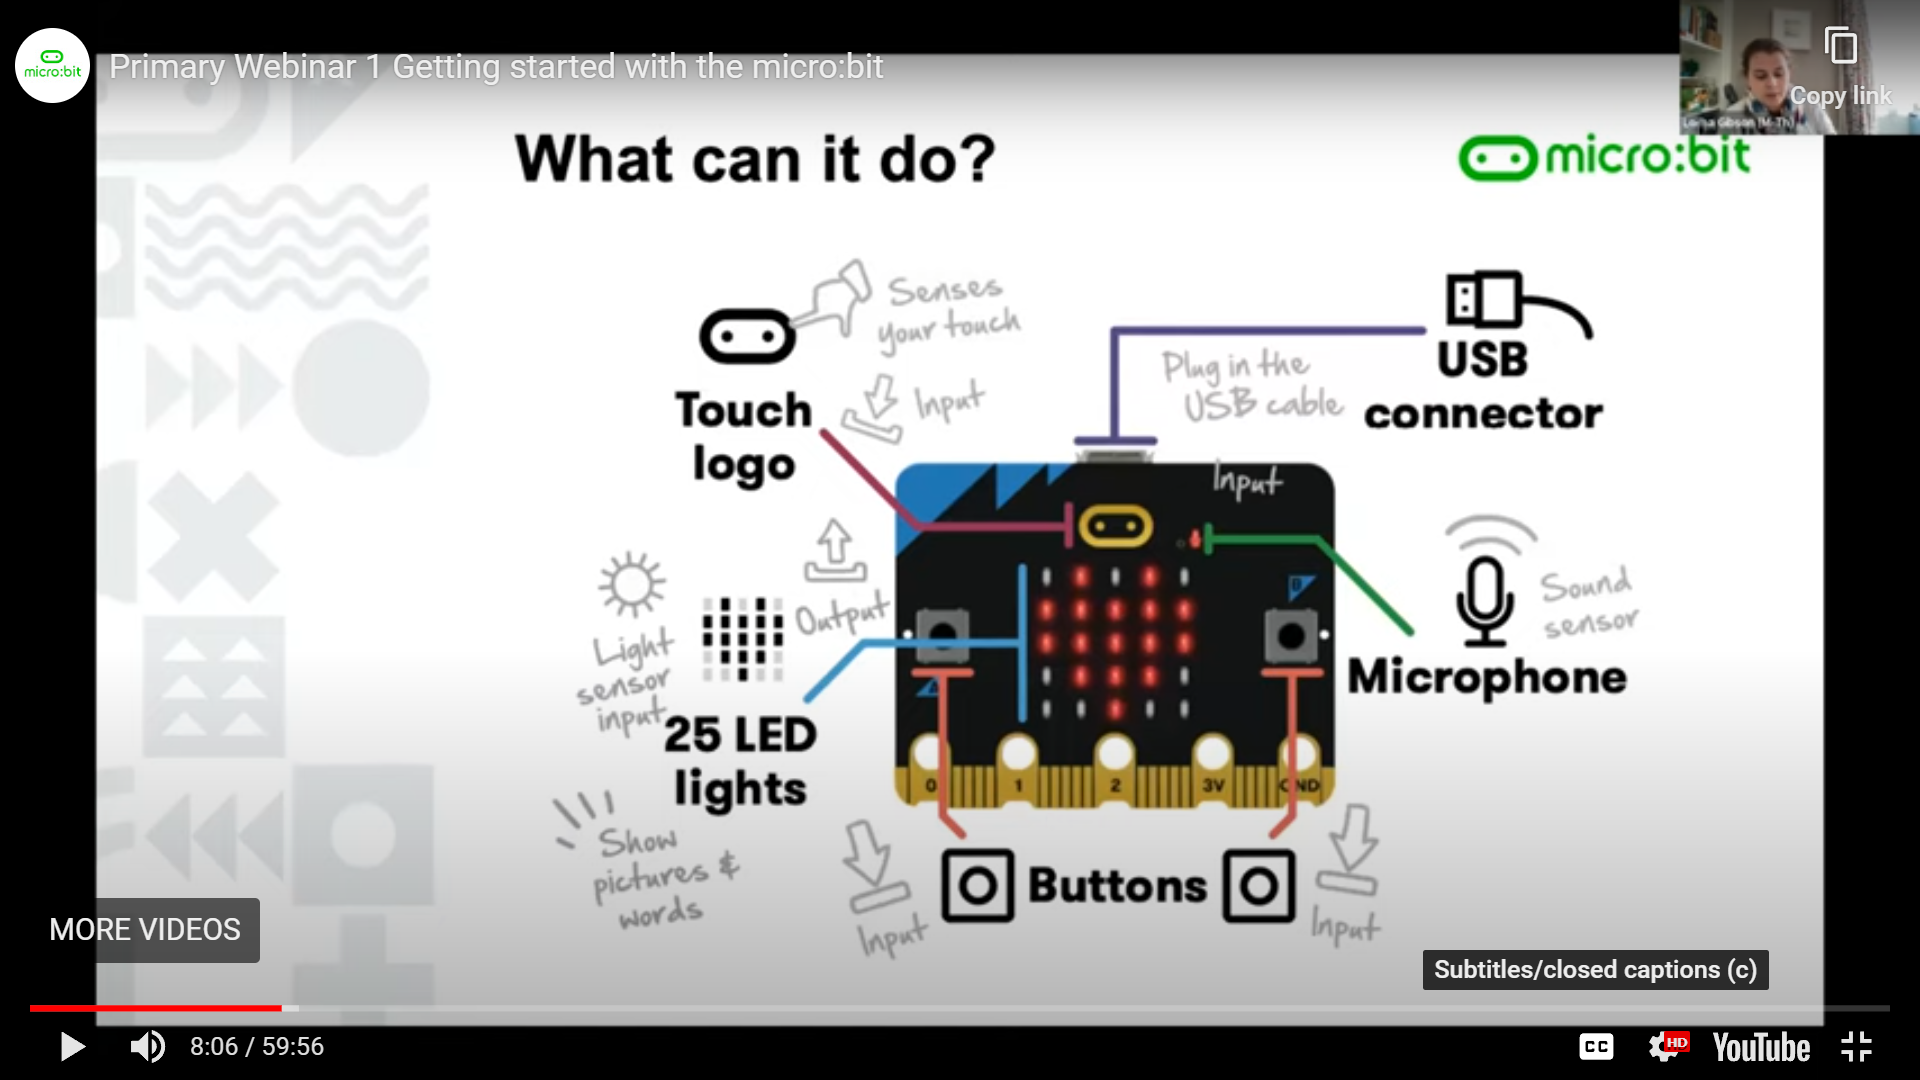 micro:bit
Primary Webinar 1 Getting started with the micro:bit
Copy link
What can it do?
micro:bit
Senses
your touch
Touch
logo
Input
Plug in the
USB cable
USB
connector
Input
Output
Light
sensor
input
25 LED
lights
Show
pictures &
words
B
A
Sound
sensor
Microphone
0
1
2
3V
GND
Input
Buttons
Input
MORE VIDEOS
Subtitles/closed captions (c)
8:06 / 59:56
CC
HD
YouTube